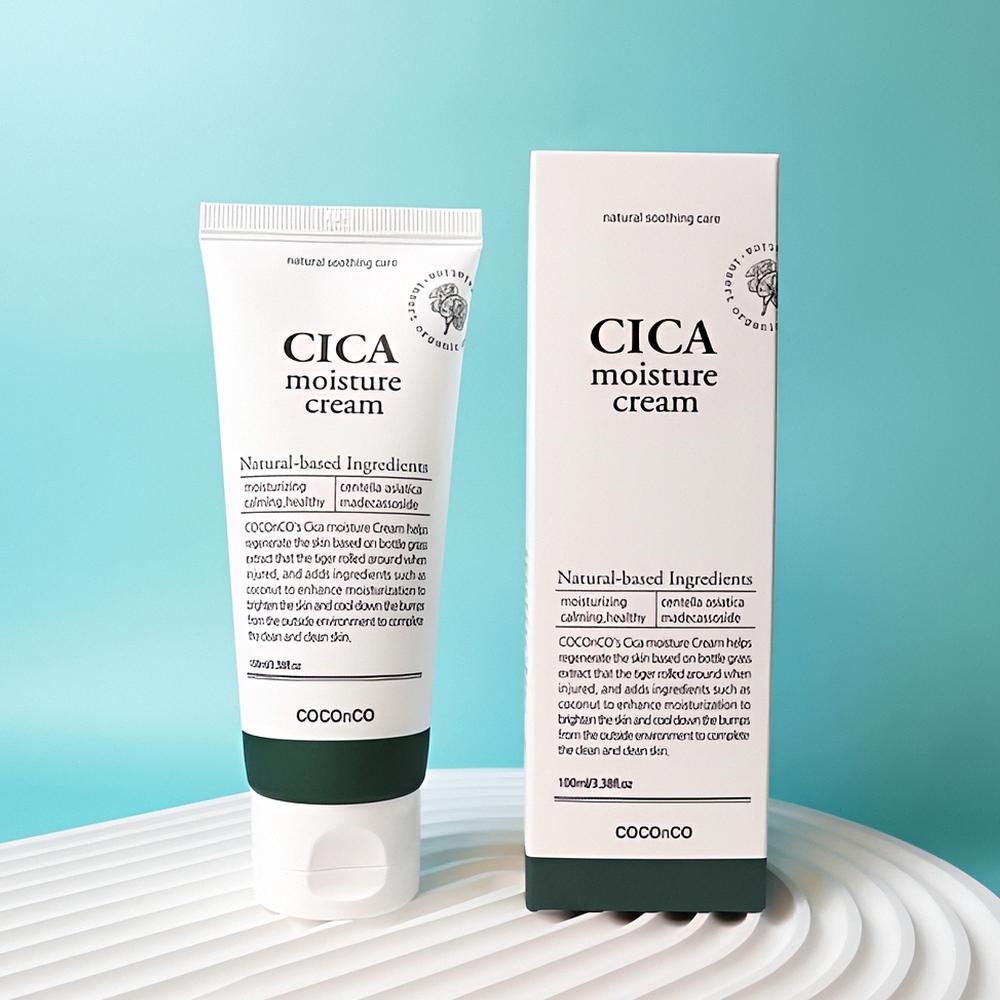 natural soothing care
CICA
moisture
cream
Natural-based Ingredients
moisturizing
calming,healthy
centella asiatica
madecassoside
COCOnCO's Cica moisture Cream helps
regenerate the skin based on bottle grass
extract that the tiger rolled around when
injured, and adds ingredients such as
coconut to enhance moisturization to
brighten the skin and cool down the bumps
from the outside environment to complete
the clean and clean skin.
COCOnCO
natural soothing care
organic
CICA
moisture
cream
Natural-based Ingredients
moisturizing
calming,healthy
centella asiatica
madecassoside
COCOnCO's Cica moisture Cream helps
regenerate the skin based on bottle grass
extract that the tiger rolled around when
injured, and adds ingredients such as
coconut to enhance moisturization to
brighten the skin and cool down the bumps
from the outside environment to complete
the clean and clean skin.
100ml/3.38fl.oz
COCOnCO